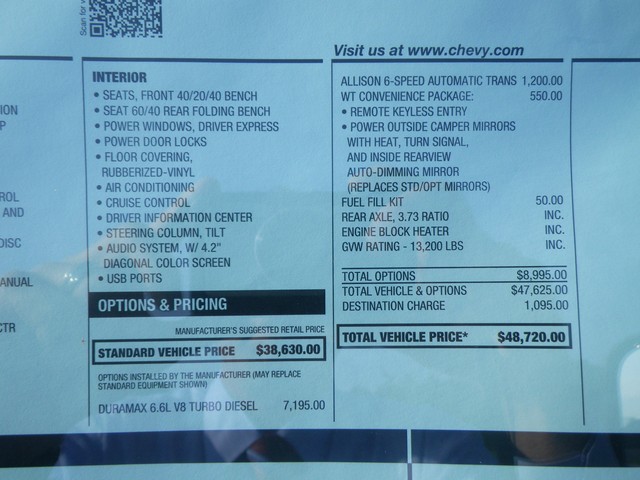 Scan for
ION
P
ROL
AND
DISC
ANUAL
CTR
INTERIOR
• SEATS, FRONT 40/20/40 BENCH
• SEAT 60/40 REAR FOLDING BENCH
• POWER WINDOWS, DRIVER EXPRESS
• POWER DOOR LOCKS
• FLOOR COVERING,
RUBBERIZED-VINYL
• AIR CONDITIONING
• CRUISE CONTROL
• DRIVER INFORMATION CENTER
• STEERING COLUMN, TILT
• AUDIO SYSTEM, W/ 4.2"
DIAGONAL COLOR SCREEN
• USB PORTS
OPTIONS & PRICING
MANUFACTURER'S SUGGESTED RETAIL PRICE
STANDARD VEHICLE PRICE $38,630.00
OPTIONS INSTALLED BY THE MANUFACTURER (MAY REPLACE
STANDARD EQUIPMENT SHOWN)
DURAMAX 6.6L V8 TURBO DIESEL 7,195.00
Visit us at www.chevy.com
ALLISON 6-SPEED AUTOMATIC TRANS 1,200.00
WT CONVENIENCE PACKAGE: 550.00
• REMOTE KEYLESS ENTRY
• POWER OUTSIDE CAMPER MIRRORS
WITH HEAT, TURN SIGNAL,
AND INSIDE REARVIEW
AUTO-DIMMING MIRROR
(REPLACES STD/OPT MIRRORS)
FUEL FILL KIT 50.00
REAR AXLE, 3.73 RATIO INC.
ENGINE BLOCK HEATER INC.
GVW RATING - 13,200 LBS INC.
TOTAL OPTIONS $8,995.00
TOTAL VEHICLE & OPTIONS $47,625.00
DESTINATION CHARGE 1,095.00
TOTAL VEHICLE PRICE* $48,720.00